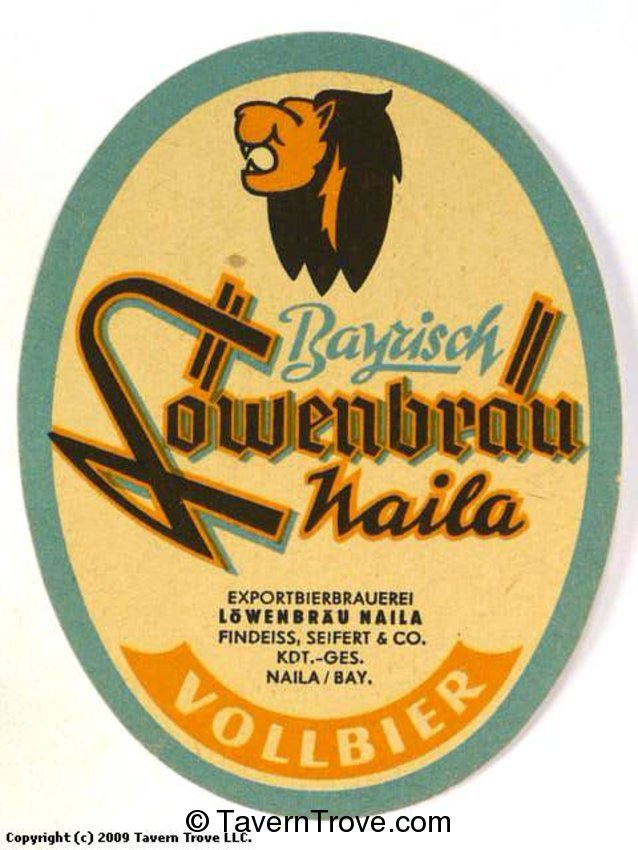 Bayrisch
Löwenbräu
Naila
EXPORTBIERBRAUEREI
LÖWENBRÄU NAILA
FINDEISS, SEIFERT & CO.
KDT.-GES.
NAILA / BAY.
VOLLBIER
© TavernTrove.com
Copyright (c) 2009 Tavern Trove LLC.